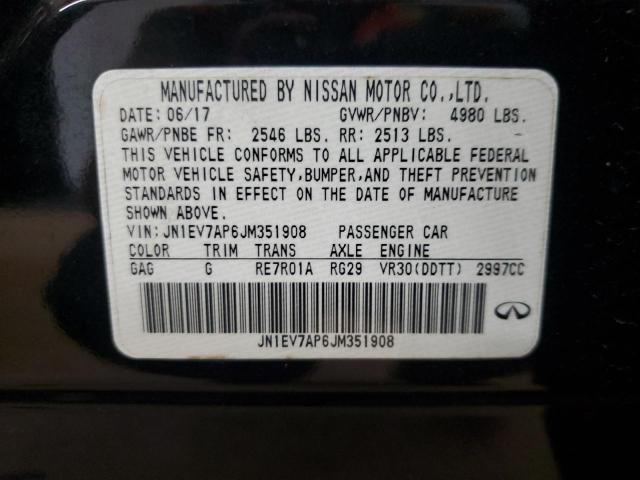 MANUFACTURED BY NISSAN MOTOR CO.,LTD.
DATE: 06/17 GVWR/PNBV: 4980 LBS.
GAWR/PNBE FR: 2546 LBS. RR: 2513 LBS. -
THIS VEHICLE CONFORMS TO ALL APPLICABLE FEDERAL
MOTOR VEHICLE SAFETY,BUMPER,AND THEFT PREVENTION
STANDARDS IN EFFECT ON THE DATE OF MANUFACTURE
SHOWN ABOVE.
VIN: JN1EV7AP6JM351908 PASSENGER CAR
COLOR TRIM TRANS AXLE ENGINE
GAG G RE7R01A RG29 VR30(DDTT) 2997CC
JN1EV7AP6JM351908